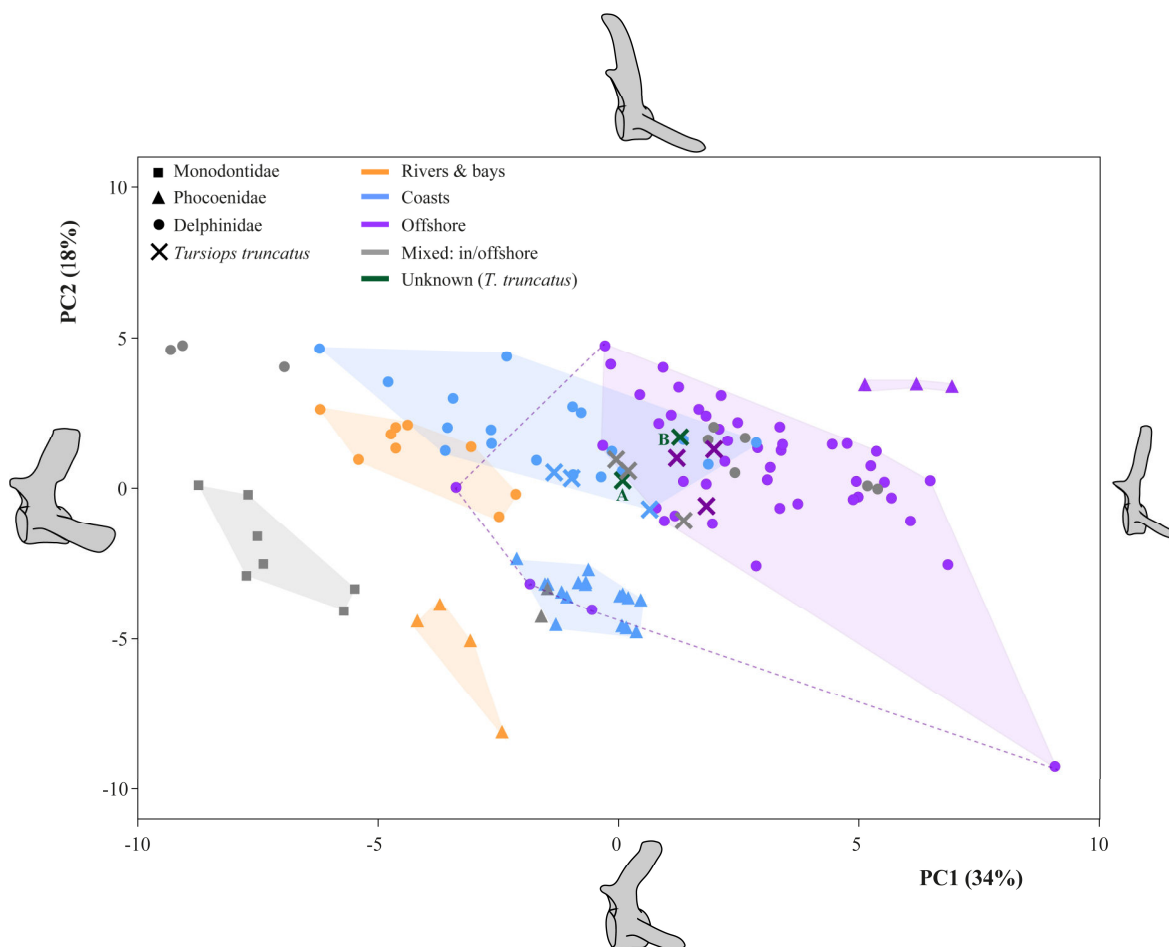 Monodontidae
Phocoenidae
Delphinidae
Tursiops truncatus
Rivers & bays
Coasts
Offshore
Mixed: in/offshore
Unknown (T. truncatus)
PC2 (18%)
10
5
0
-5
-10
B
A
-10
-5
0
5
10
PC1 (34%)